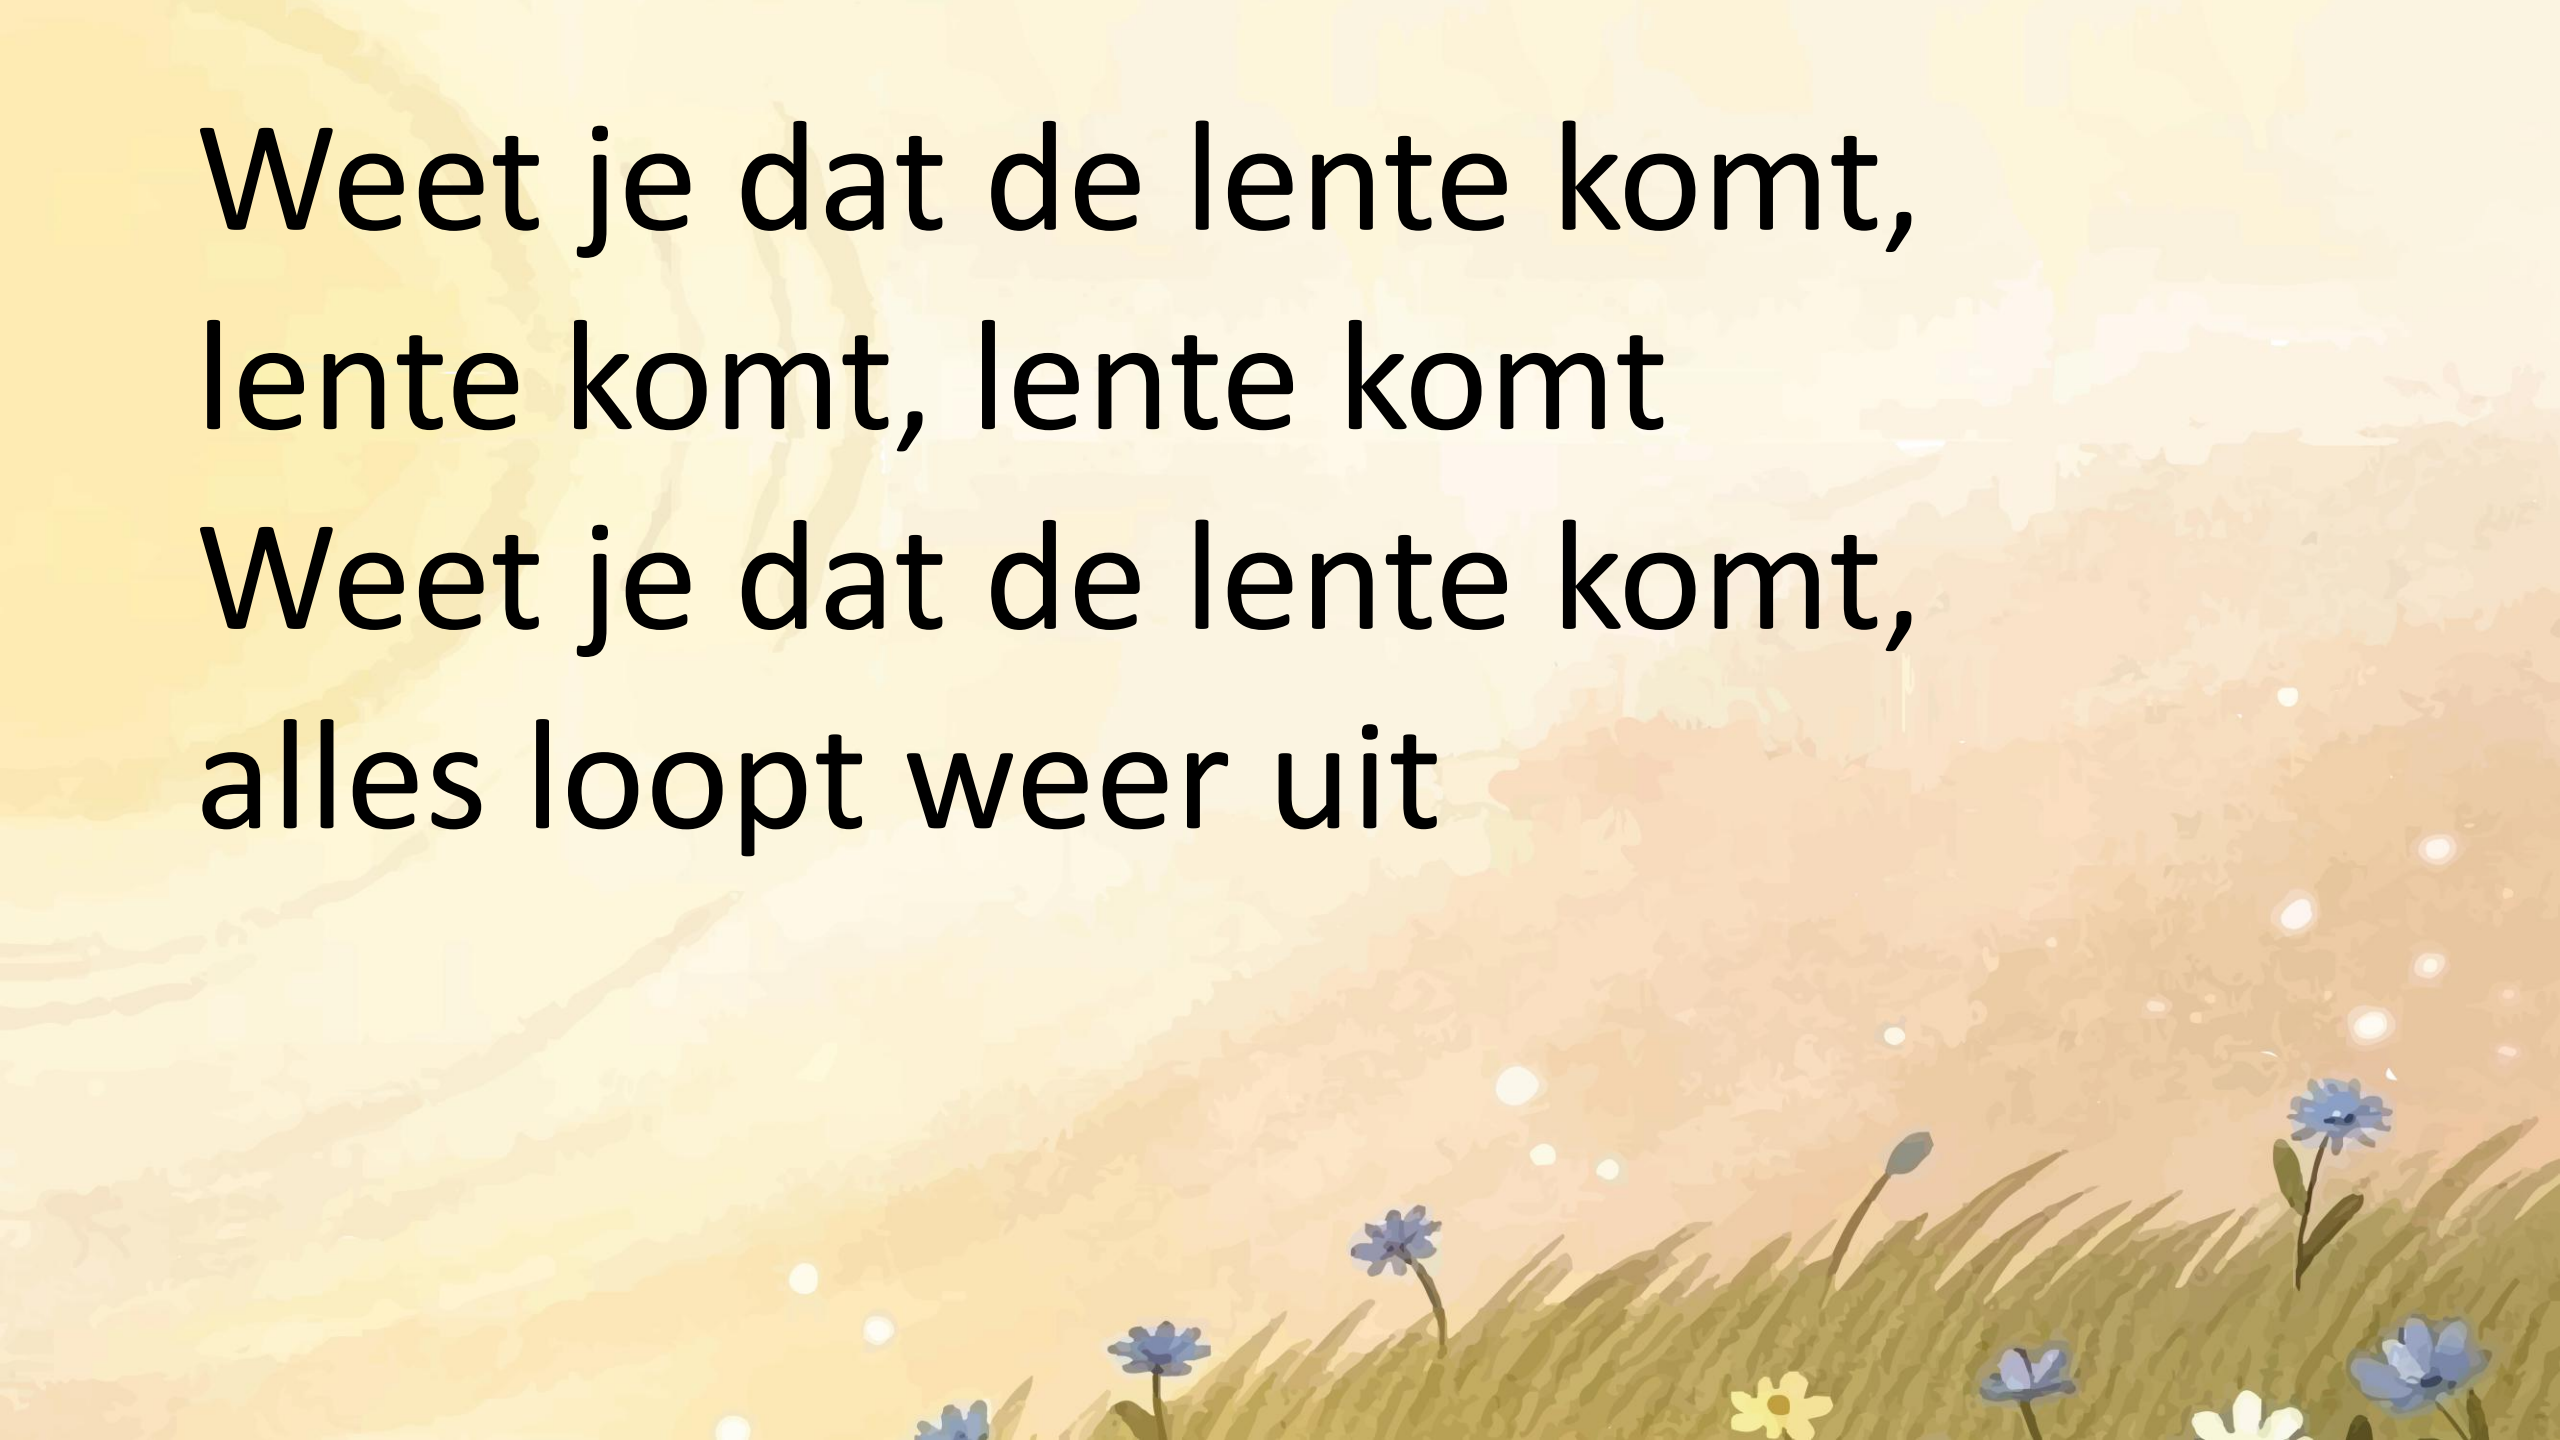 Weet je dat de lente komt,
lente komt, lente komt
Weet je dat de lente komt,
alles loopt weer uit